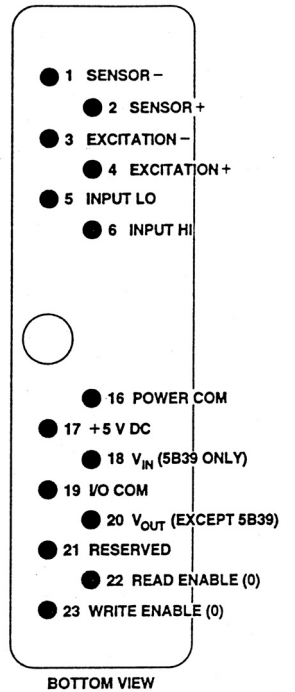 1 SENSOR –
2 SENSOR +
3 EXCITATION –
4 EXCITATION +
5 INPUT LO
6 INPUT HI
16 POWER COM
17 +5 V DC
18 VIN (5B39 ONLY)
19 I/O COM
20 VOUT (EXCEPT 5B39)
21 RESERVED
22 READ ENABLE (0)
23 WRITE ENABLE (0)
BOTTOM VIEW